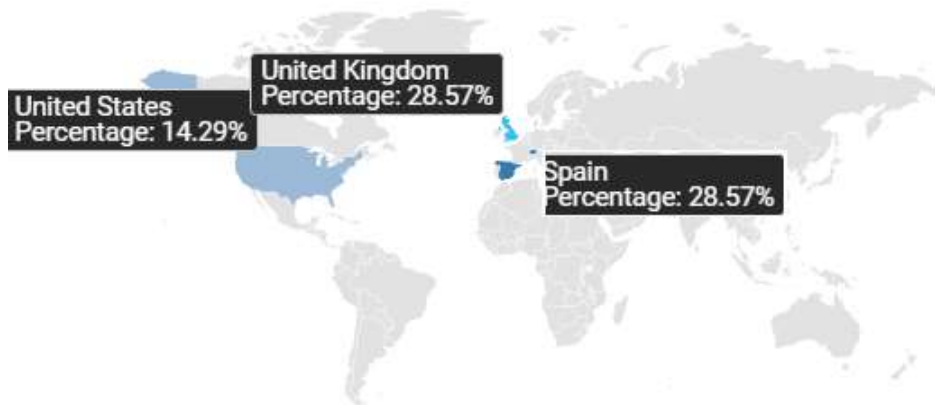 United Kingdom
Percentage: 28.57%
United States
Percentage: 14.29%
Spain
Percentage: 28.57%